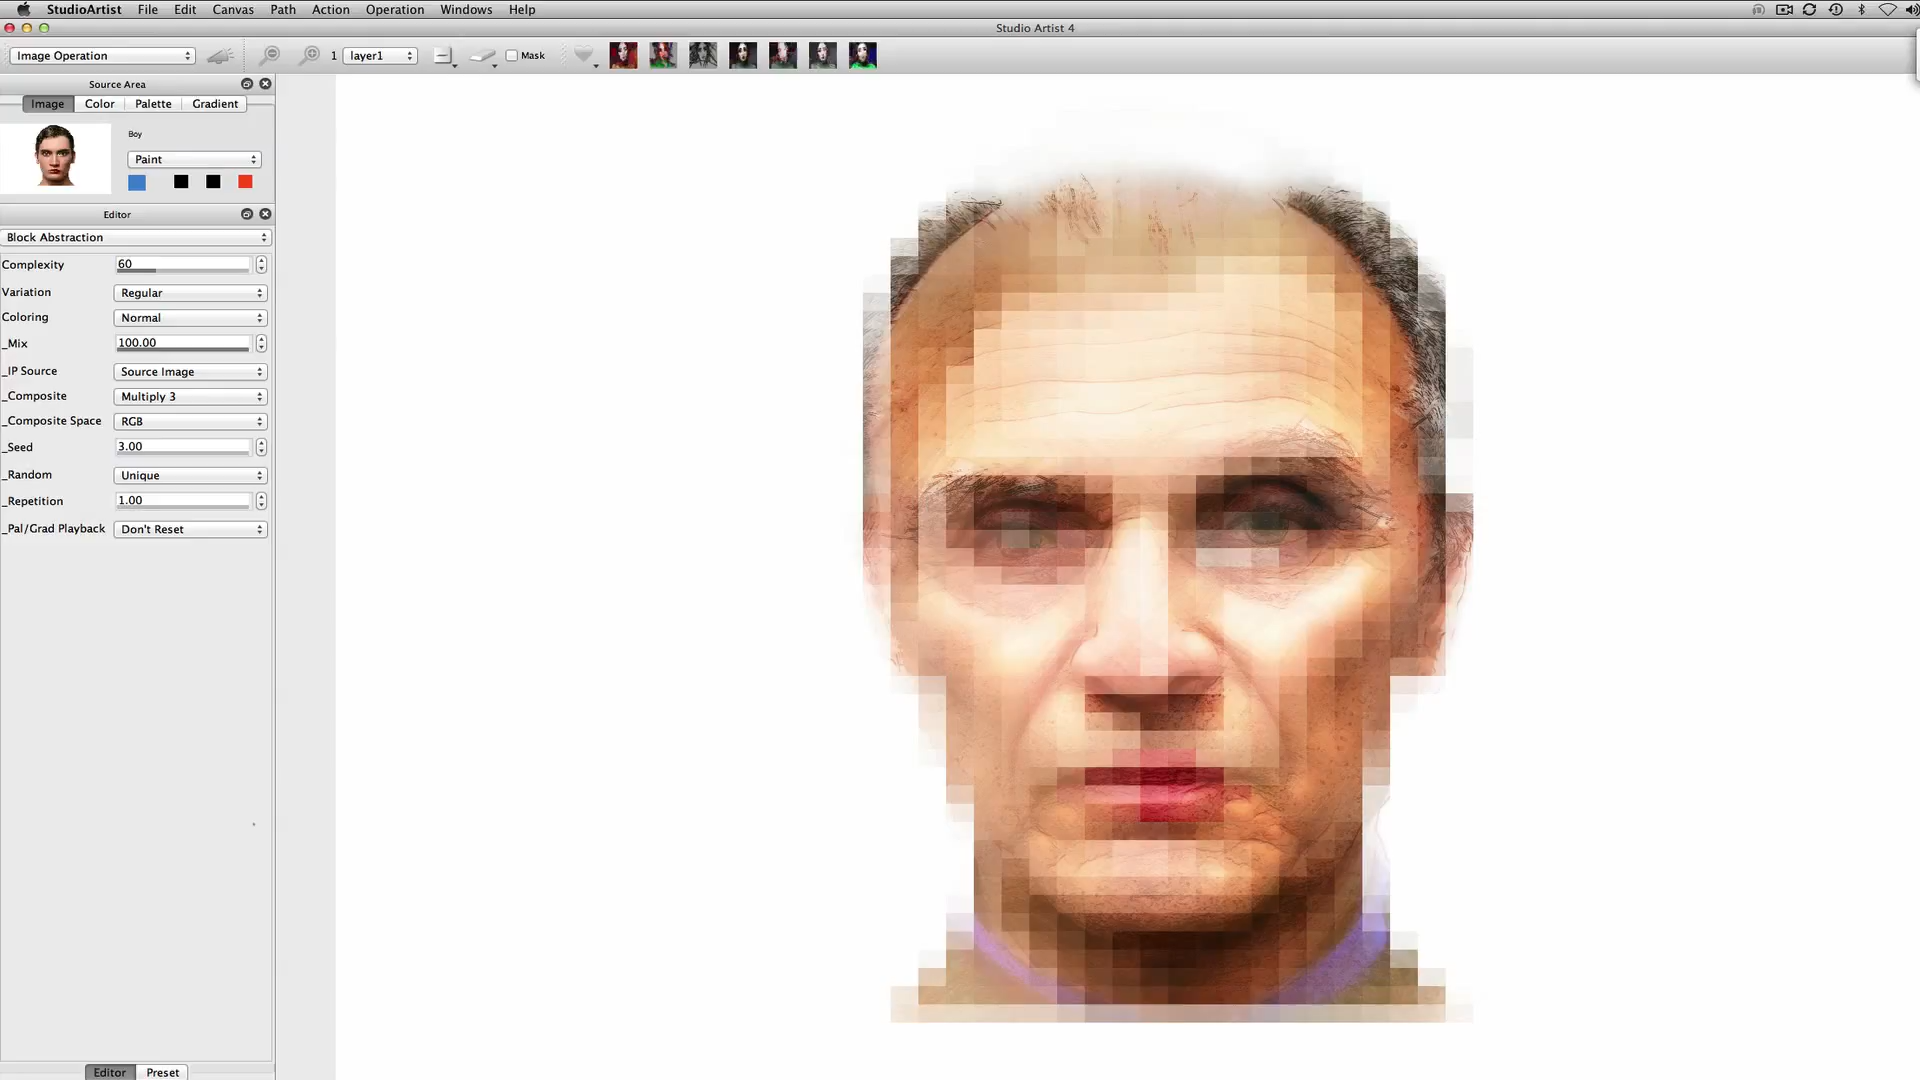 StudioArtist File Edit Canvas Path Action Operation Windows Help
Studio Artist 4
Image Operation 1 layer1 Mask
Source Area
Image Color Palette Gradient
Boy
Paint
Editor
Block Abstraction
Complexity 60
Variation Regular
Coloring Normal
_Mix 100.00
_IP Source Source Image
_Composite Multiply 3
_Composite Space RGB
_Seed 3.00
_Random Unique
_Repetition 1.00
_Pal/Grad Playback Don't Reset
Editor Preset